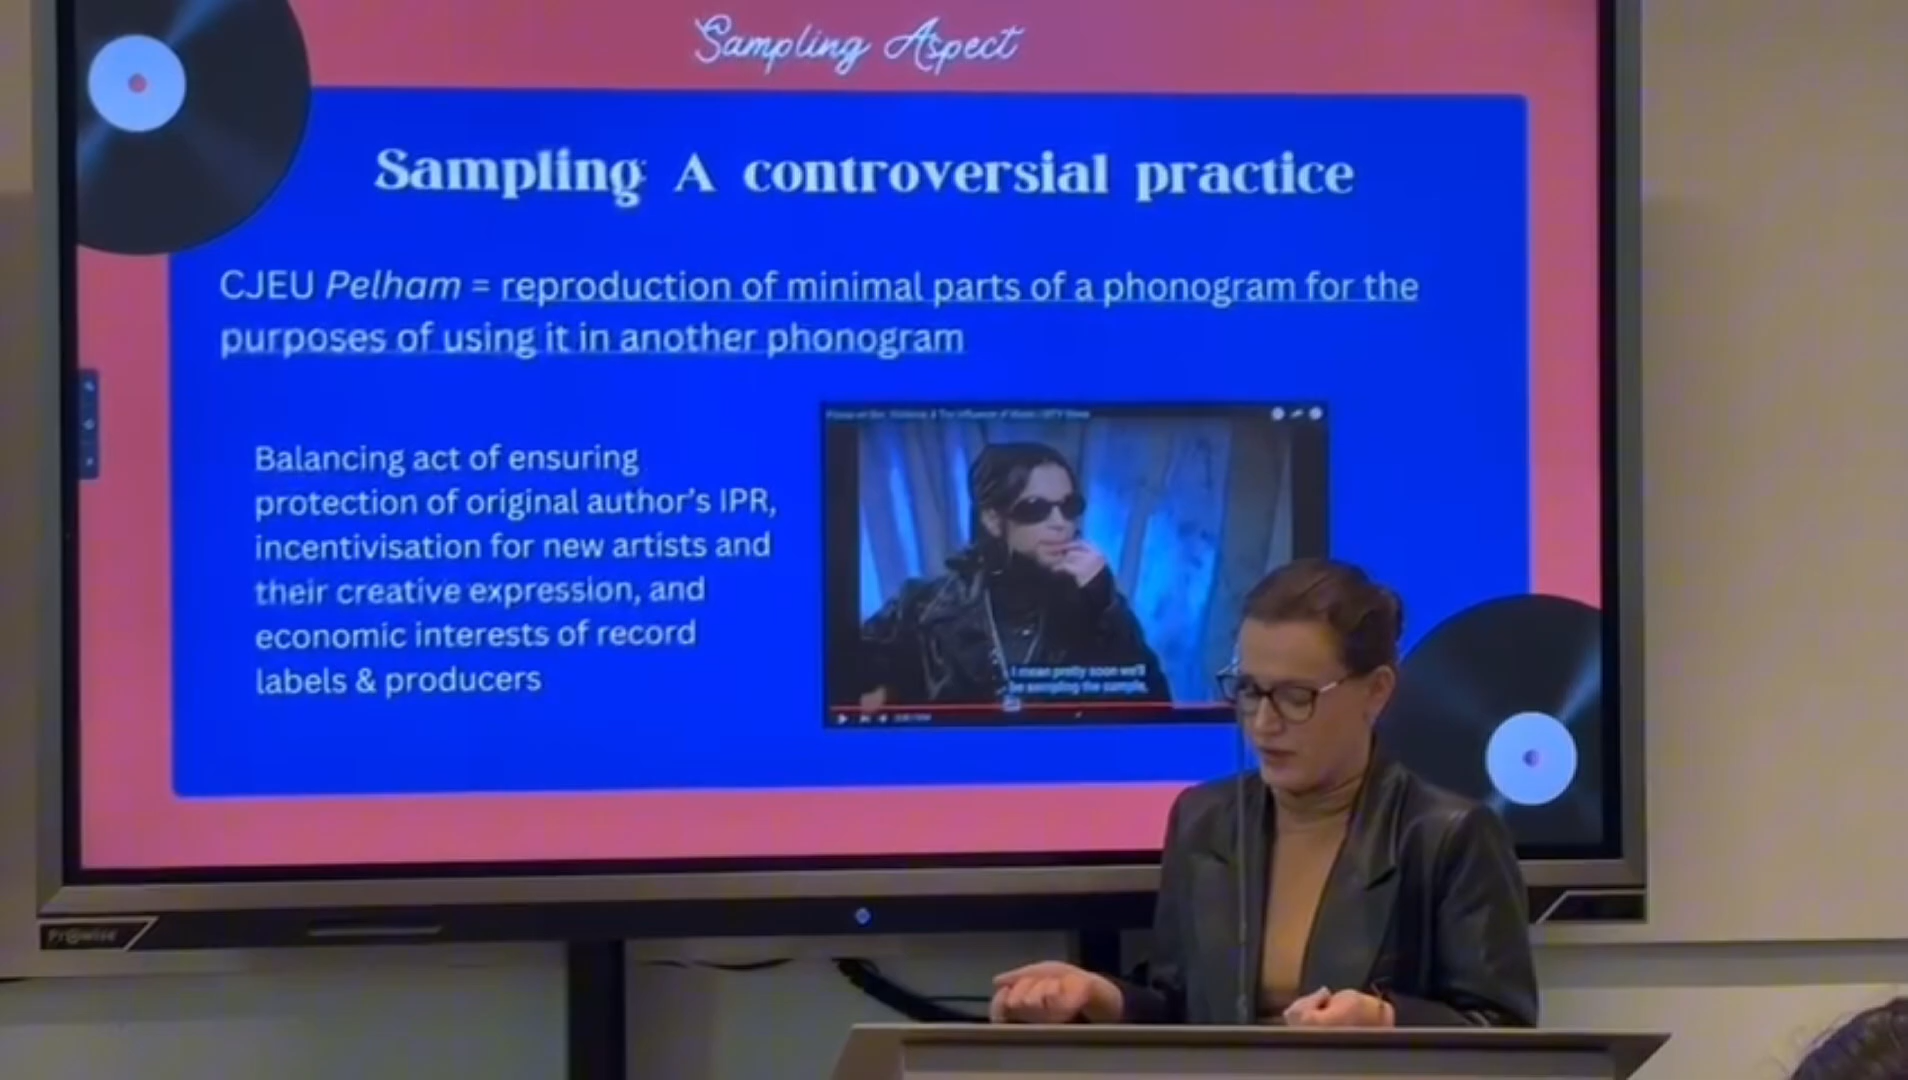 Sampling Aspect
Sampling: A controversial practice
CJEU Pelham = reproduction of minimal parts of a phonogram for the
purposes of using it in another phonogram
Balancing act of ensuring
protection of original author's IPR,
incentivisation for new artists and
their creative expression, and
economic interests of record
labels & producers
I mean pretty soon we'll
be sampling the sample,
Promise